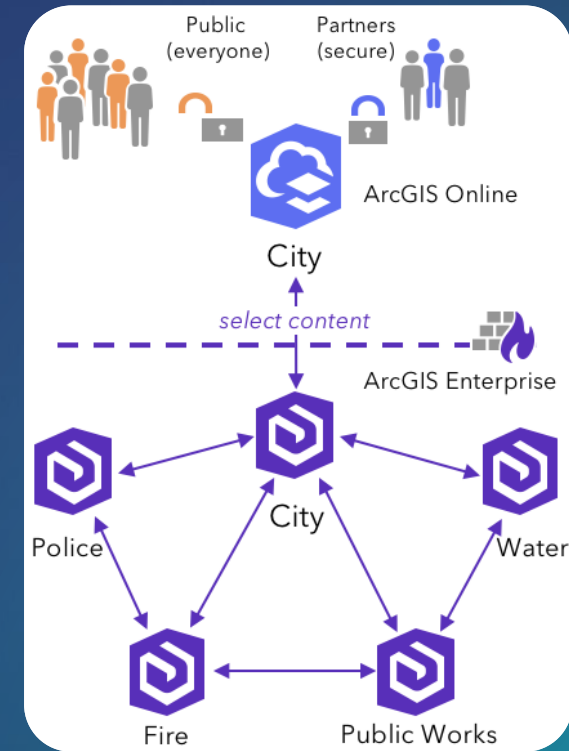 Public
(everyone)
Partners
(secure)
ArcGIS Online
City
select content
ArcGIS Enterprise
City
Police
Water
Fire
Public Works